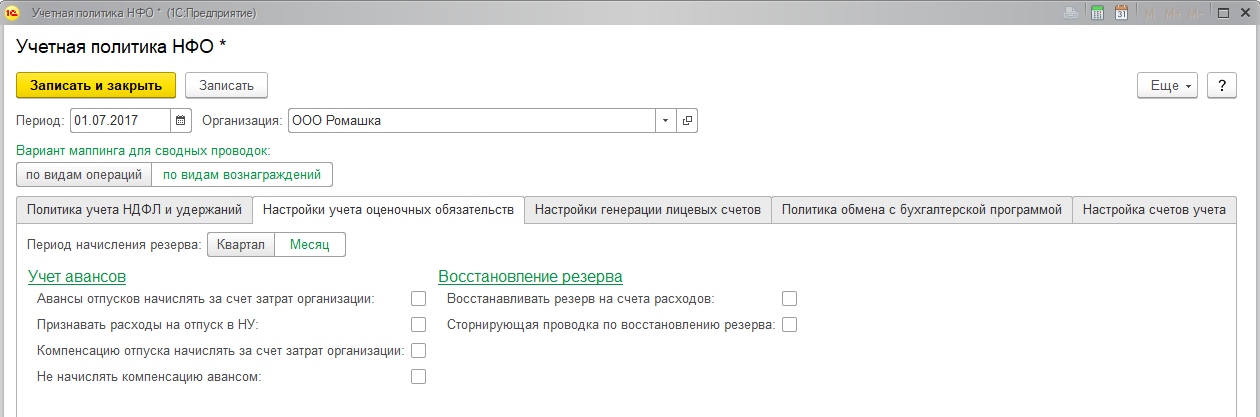 Учетная политика НФО * (1С:Предприятие)
31
M M+ M-
Учетная политика НФО *
Записать и закрыть
Записать
Еще
?
Период: 01.07.2017
Организация: ООО Ромашка
Вариант маппинга для сводных проводок:
по видам операций
по видам вознаграждений
Политика учета НДФЛ и удержаний
Настройки учета оценочных обязательств
Настройки генерации лицевых счетов
Политика обмена с бухгалтерской программой
Настройка счетов учета
Период начисления резерва: Квартал Месяц
Учет авансов
Авансы отпусков начислять за счет затрат организации:
Признавать расходы на отпуск в НУ:
Компенсацию отпуска начислять за счет затрат организации:
Не начислять компенсацию авансом:
Восстановление резерва
Восстанавливать резерв на счета расходов:
Сторнирующая проводка по восстановлению резерва: